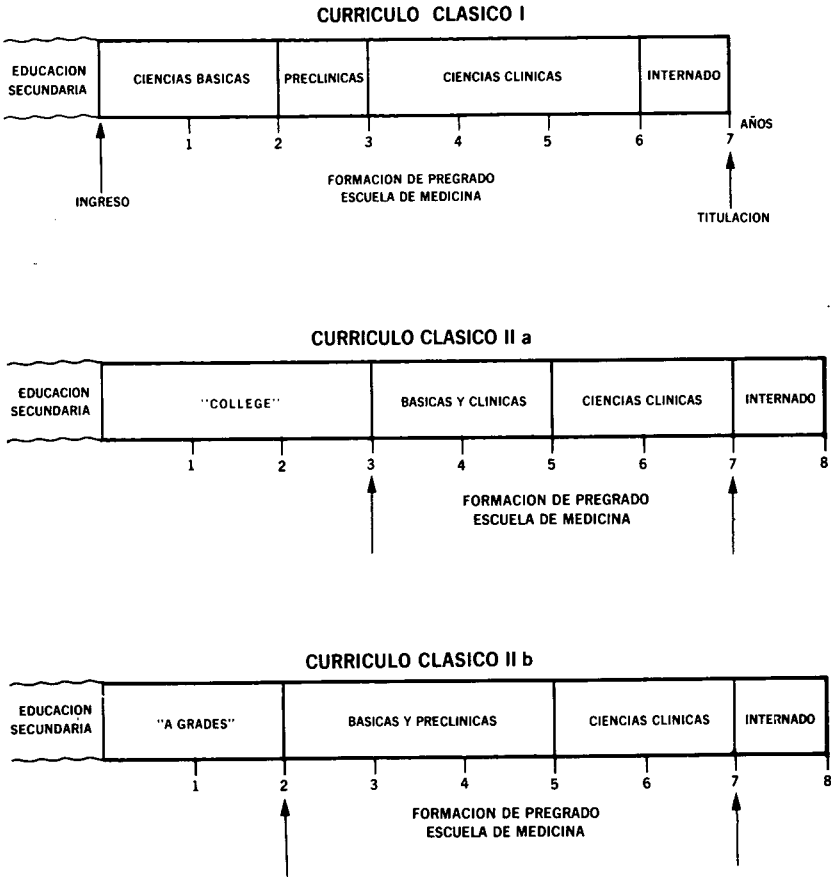 CURRICULO CLASICO I
EDUCACION
SECUNDARIA
CIENCIAS BASICAS
PRECLINICAS
CIENCIAS CLINICAS
INTERNADO
1 2 3 4 5 6 7 AÑOS
INGRESO
FORMACION DE PREGRADO
ESCUELA DE MEDICINA
TITULACION
CURRICULO CLASICO II a
EDUCACION
SECUNDARIA
"COLLEGE"
BASICAS Y CLINICAS
CIENCIAS CLINICAS
INTERNADO
1 2 3 4 5 6 7 8
FORMACION DE PREGRADO
ESCUELA DE MEDICINA
CURRICULO CLASICO II b
EDUCACION
SECUNDARIA
"A GRADES"
BASICAS Y PRECLINICAS
CIENCIAS CLINICAS
INTERNADO
1 2 3 4 5 6 7 8
FORMACION DE PREGRADO
ESCUELA DE MEDICINA